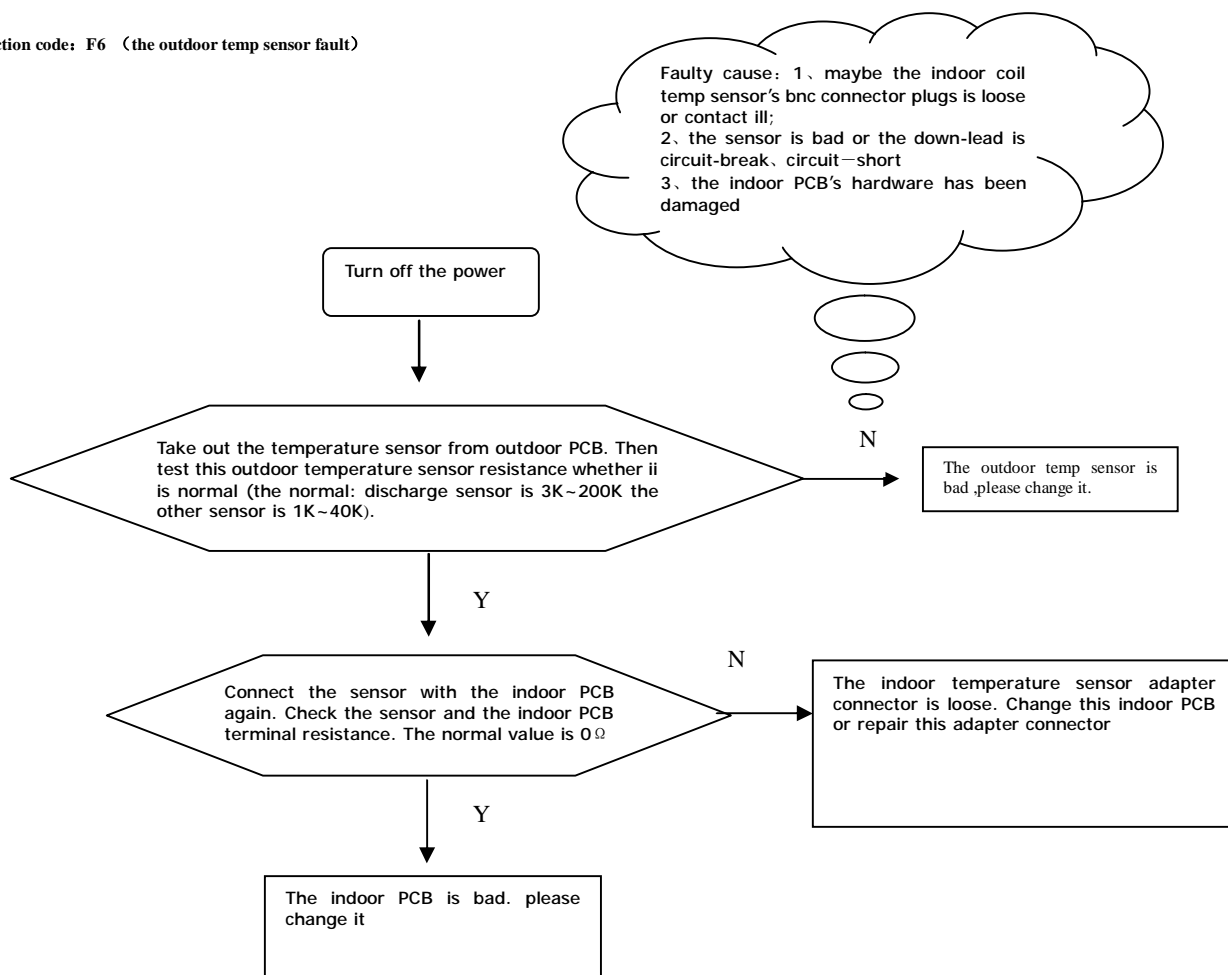 ction code：F6 （the outdoor temp sensor fault）
Faulty cause：1、maybe the indoor coil
temp sensor's bnc connector plugs is loose
or contact ill;
2、the sensor is bad or the down-lead is
circuit-break、circuit－short
3、the indoor PCB's hardware has been
damaged
Turn off the power
Take out the temperature sensor from outdoor PCB. Then
test this outdoor temperature sensor resistance whether ii
is normal (the normal: discharge sensor is 3K~200K the
other sensor is 1K~40K).
N
The outdoor temp sensor is
bad ,please change it.
Y
Connect the sensor with the indoor PCB
again. Check the sensor and the indoor PCB
terminal resistance. The normal value is 0Ω
N
The indoor temperature sensor adapter
connector is loose. Change this indoor PCB
or repair this adapter connector
Y
The indoor PCB is bad. please
change it